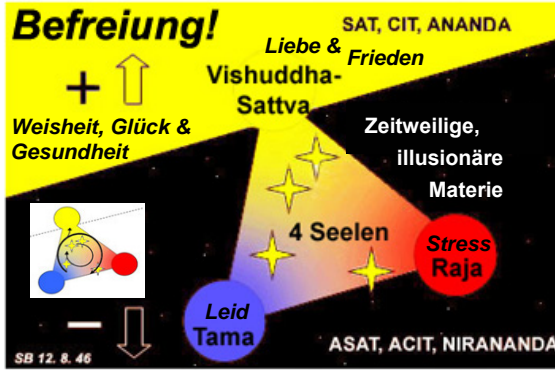 Befreiung!
SAT, CIT, ANANDA
Liebe &
Frieden
Vishuddha-
Sattva
+
Weisheit, Glück &
Gesundheit
Zeitweilige,
illusionäre
Materie
4 Seelen
Stress
Raja
Leid
Tama
–
ASAT, ACIT, NIRANANDA
SB 12. 8. 46